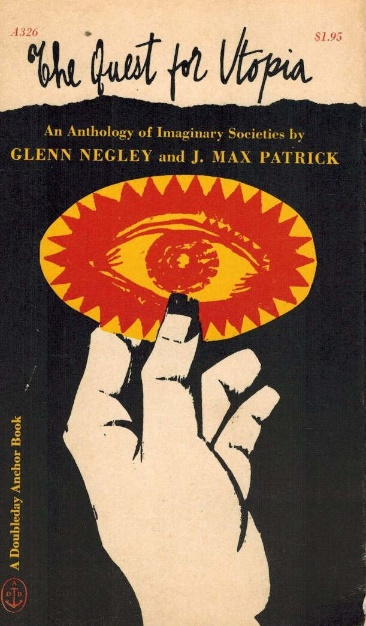 A326
$1.95
The Quest for Utopia
An Anthology of Imaginary Societies by
GLENN NEGLEY and J. MAX PATRICK
A Doubleday Anchor Book
A
D D